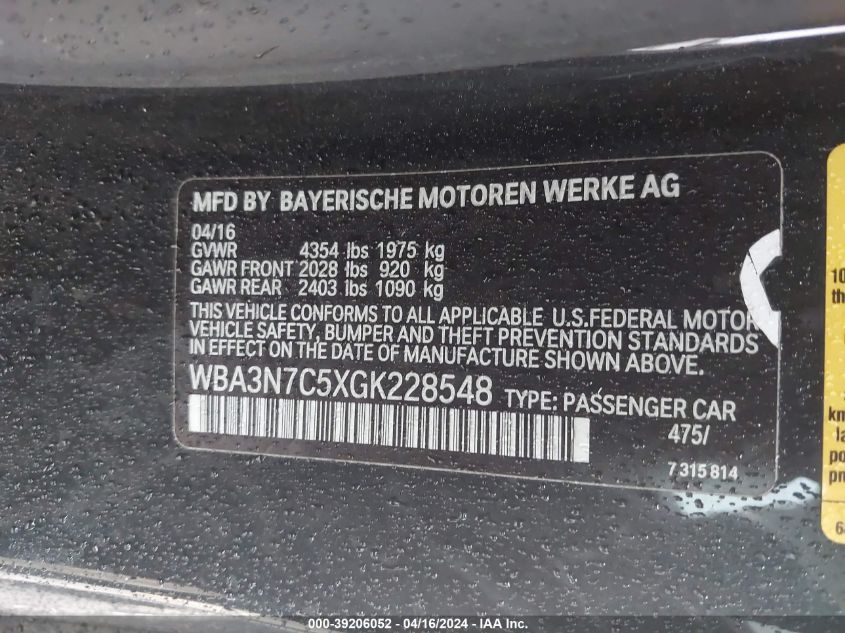 MFD BY BAYERISCHE MOTOREN WERKE AG
04/16
GVWR 4354 lbs 1975 kg
GAWR FRONT 2028 lbs 920 kg
GAWR REAR 2403 lbs 1090 kg
THIS VEHICLE CONFORMS TO ALL APPLICABLE U.S.FEDERAL MOTOR
VEHICLE SAFETY, BUMPER AND THEFT PREVENTION STANDARDS
IN EFFECT ON THE DATE OF MANUFACTURE SHOWN ABOVE.
WBA3N7C5XGK228548 TYPE: PASSENGER CAR
475/
7 315 814
000-39206052 - 04/16/2024 - IAA Inc.